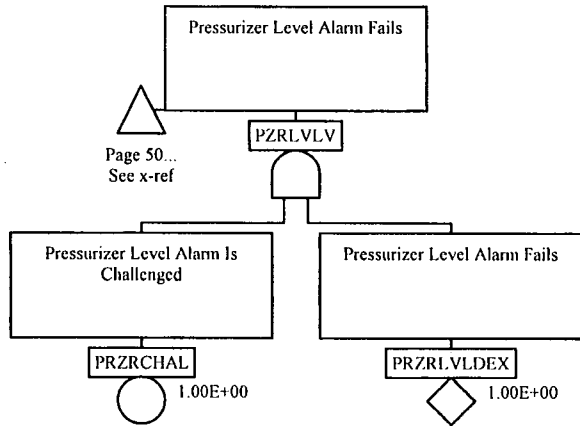 Pressurizer Level Alarm Fails
PZRLVLV
Page 50...
See x-ref
Pressurizer Level Alarm Is
Challenged
Pressurizer Level Alarm Fails
PRZRCHAL
1.00E+00
PRZRLVLDEX
1.00E+00